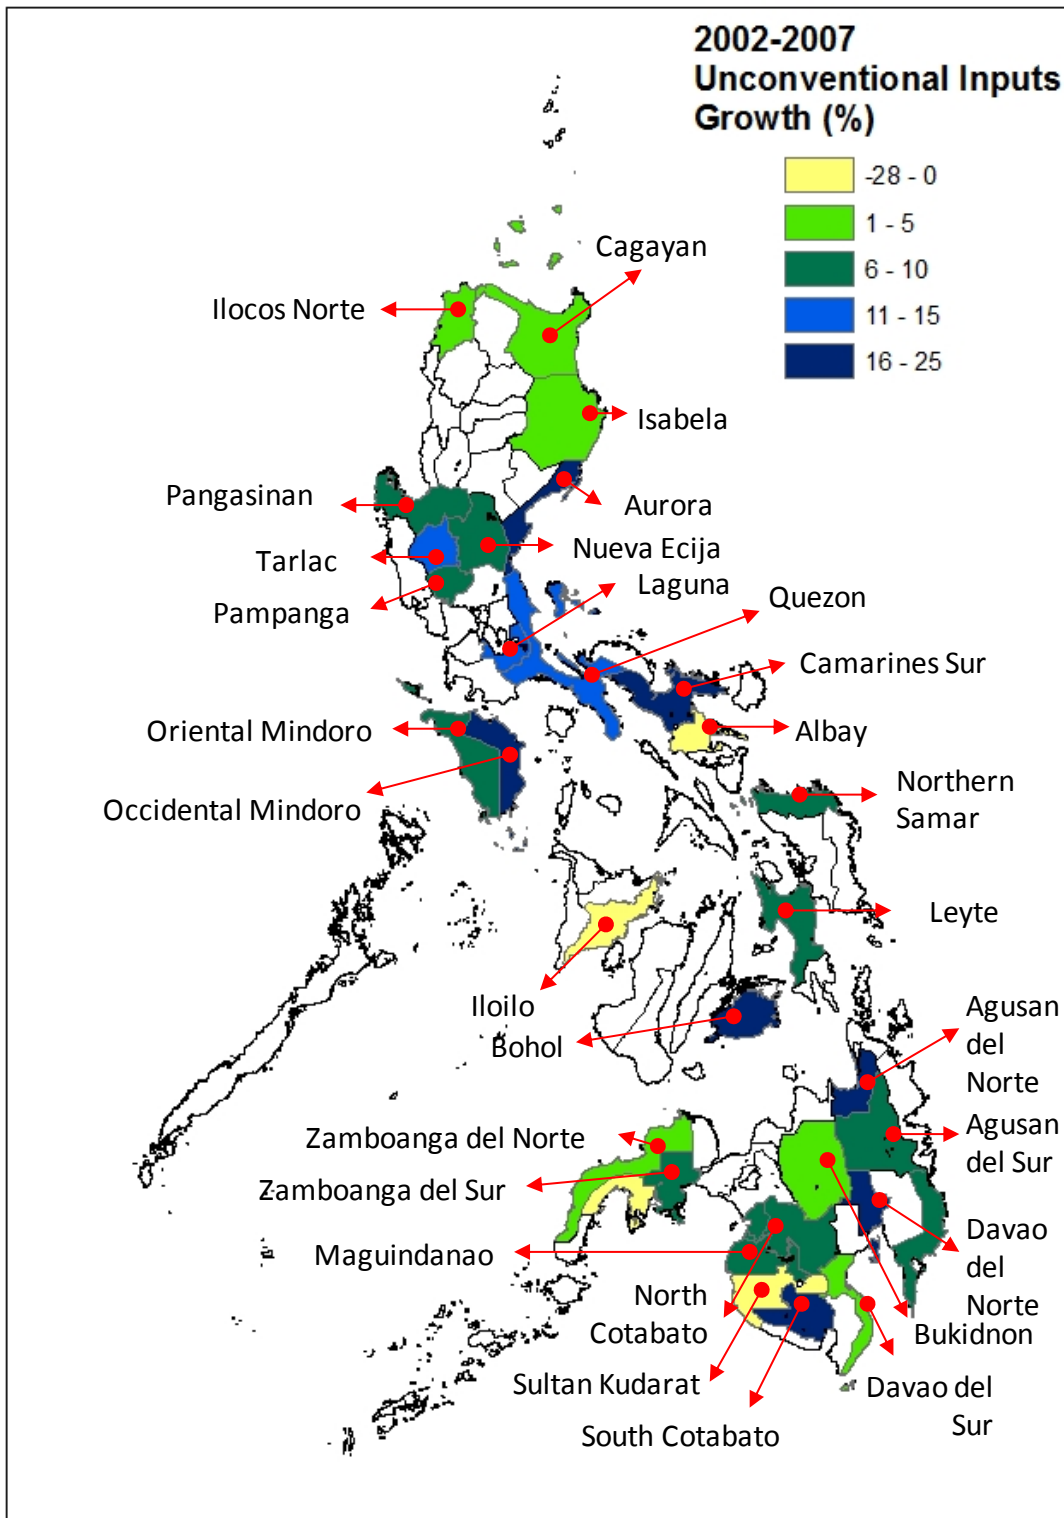 2002-2007
Unconventional Inputs
Growth (%)
-28 - 0
1 - 5
6 - 10
11 - 15
16 - 25
Cagayan
Ilocos Norte
Isabela
Pangasinan
Aurora
Tarlac
Nueva Ecija
Laguna
Pampanga
Quezon
Camarines Sur
Oriental Mindoro
Albay
Occidental Mindoro
Northern
Samar
Leyte
Iloilo
Bohol
Agusan
del
Norte
Zamboanga del Norte
Agusan
del Sur
Zamboanga del Sur
Maguindanao
Davao
del
Norte
North
Cotabato
Bukidnon
Sultan Kudarat
Davao del
Sur
South Cotabato